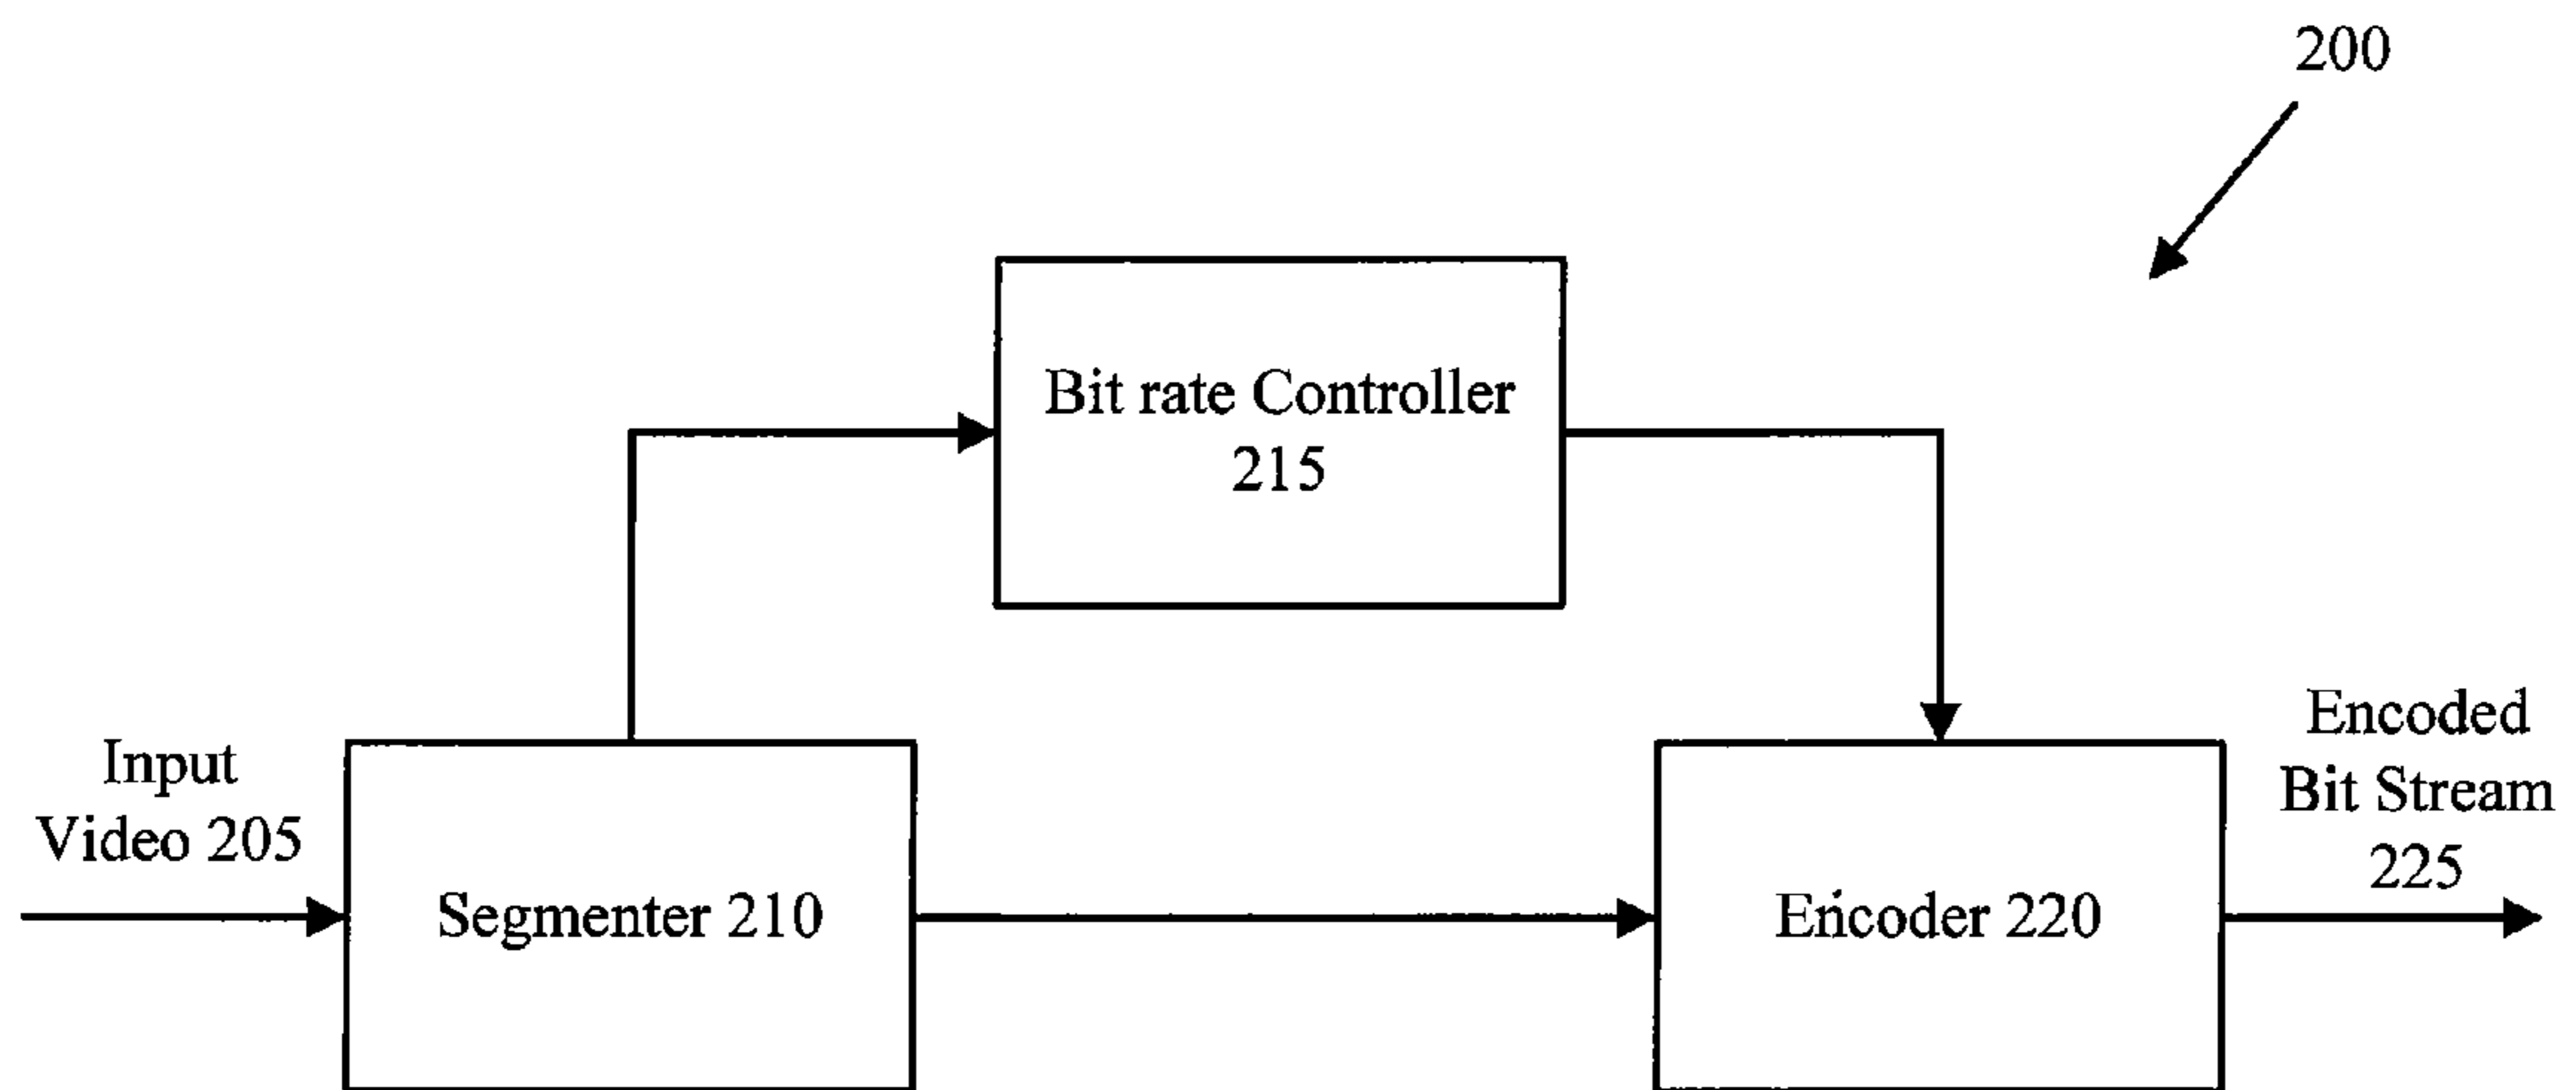 200
Bit rate Controller
215
Input
Video 205
Segmenter 210
Encoder 220
Encoded
Bit Stream
225